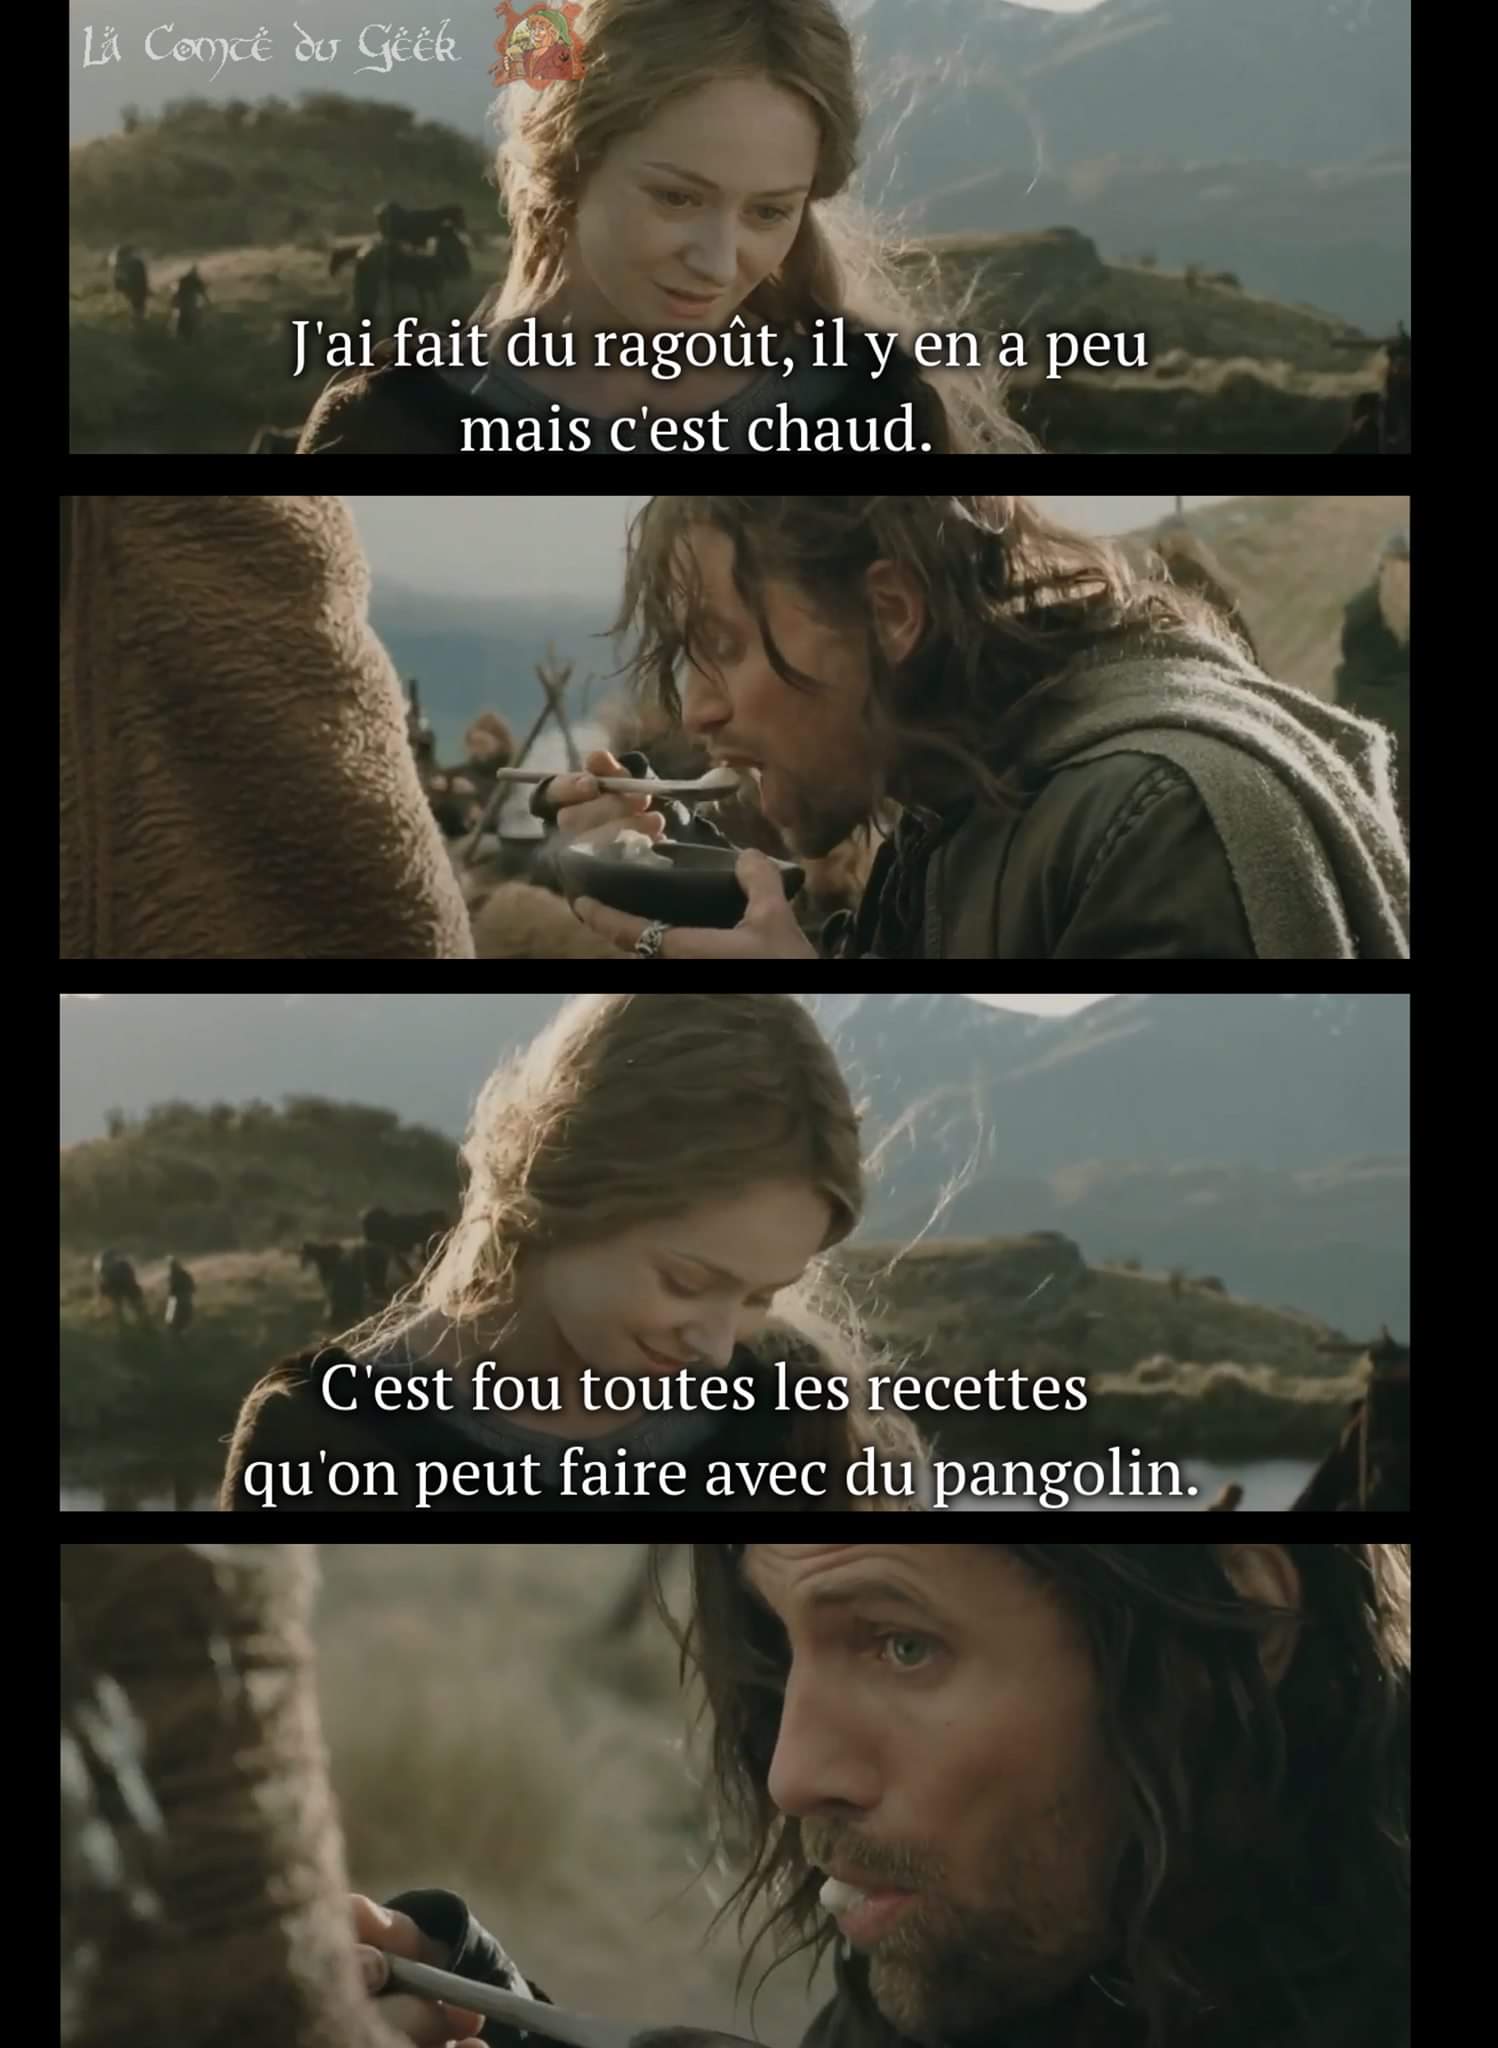 La Comté du Geek
J'ai fait du ragoût, il y en a peu
mais c'est chaud.
C'est fou toutes les recettes
qu'on peut faire avec du pangolin.